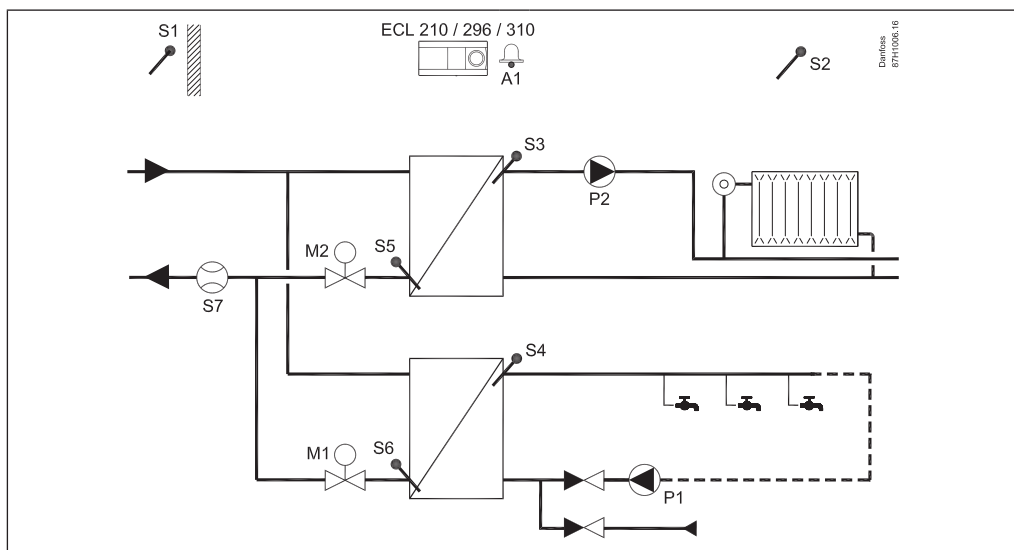 S1
ECL 210 / 296 / 310
A1
S2
Danfoss
87H1006.16
S3
P2
S5
M2
S7
S4
M1
S6
P1